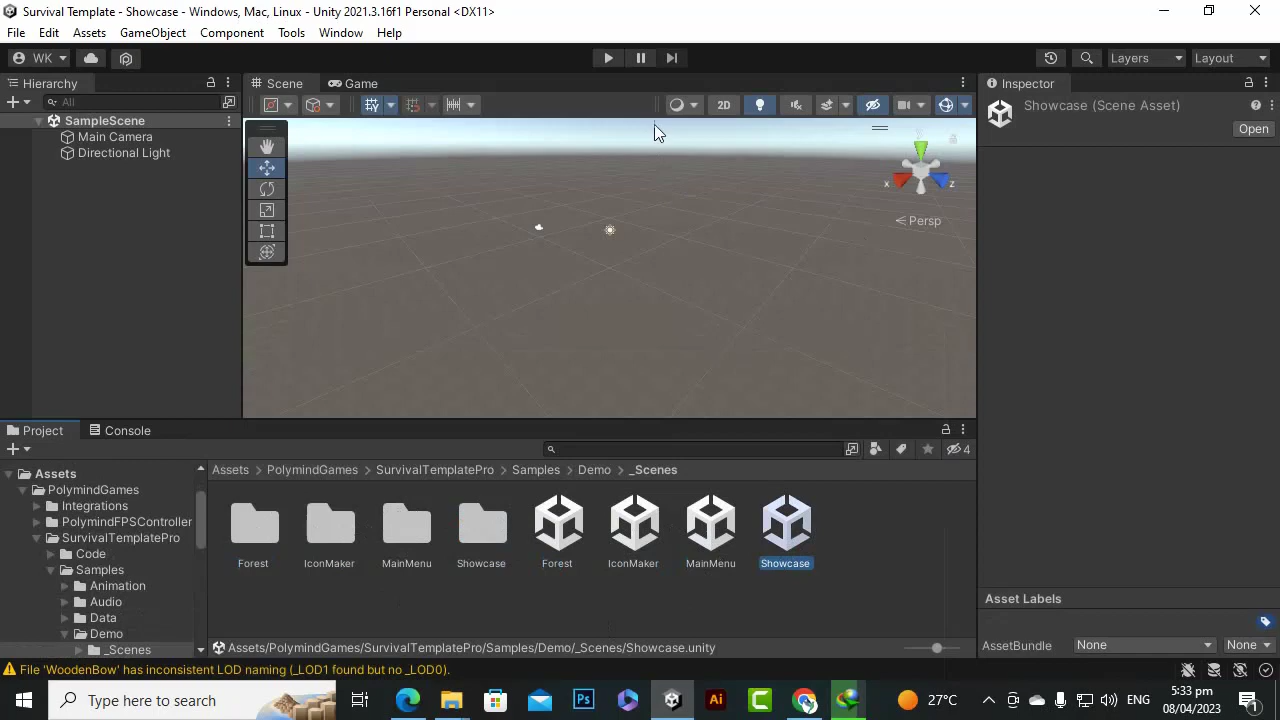 Survival Template - Showcase - Windows, Mac, Linux - Unity 2021.3.16f1 Personal <DX11>
File Edit Assets GameObject Component Tools Window Help
WK Layers Layout
Hierarchy Scene Game Inspector
All 2D Showcase (Scene Asset)
SampleScene
Open
Main Camera
Directional Light
x z
Persp
Project Console
4
Assets
Assets > PolymindGames > SurvivalTemplatePro > Samples > Demo > _Scenes
PolymindGames
Integrations
PolymindFPSController
SurvivalTemplatePro
Code
Samples
Animation
Audio
Data
Demo
_Scenes
Forest IconMaker MainMenu Showcase Forest IconMaker MainMenu Showcase
Asset Labels
Assets/PolymindGames/SurvivalTemplatePro/Samples/Demo/_Scenes/Showcase.unity
AssetBundle None None
File 'WoodenBow' has inconsistent LOD naming (_LOD1 found but no _LOD0).
Type here to search
Ps
Ai
C
27°C
ENG
5:33 pm
08/04/2023
1